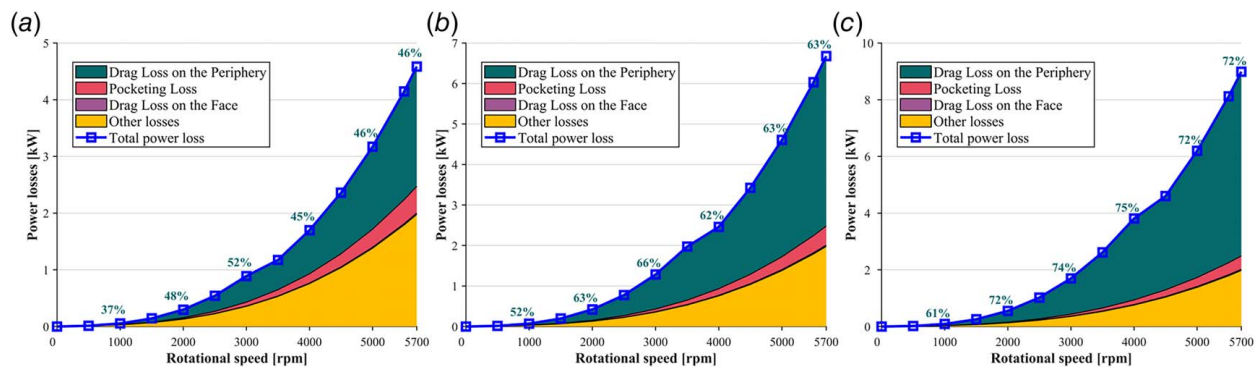 (a)
5
4
3
2
1
0
Power losses [kW]
Drag Loss on the Periphery
Pocketing Loss
Drag Loss on the Face
Other losses
Total power loss
37%
48%
52%
45%
46%
46%
0 1000 2000 3000 4000 5000 5700
Rotational speed [rpm]
(b)
7
6
5
4
3
2
1
0
Power losses [kW]
Drag Loss on the Periphery
Pocketing Loss
Drag Loss on the Face
Other losses
Total power loss
52%
63%
66%
62%
63%
63%
0 1000 2000 3000 4000 5000 5700
Rotational speed [rpm]
(c)
10
8
6
4
2
0
Power losses [kW]
Drag Loss on the Periphery
Pocketing Loss
Drag Loss on the Face
Other losses
Total power loss
61%
72%
74%
75%
72%
72%
0 1000 2000 3000 4000 5000 5700
Rotational speed [rpm]